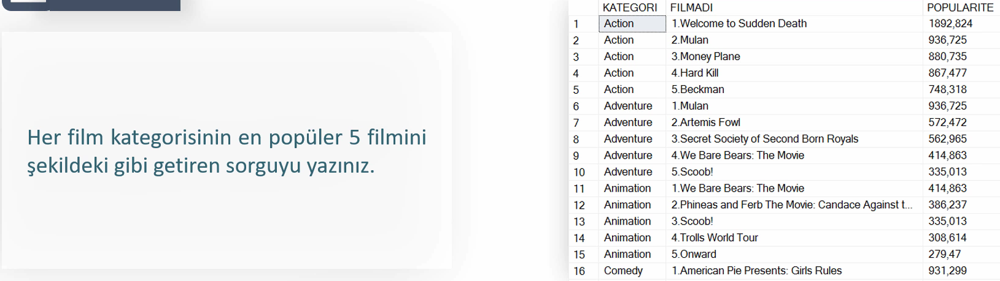 Her film kategorisinin en popüler 5 filmini
şekildeki gibi getiren sorguyu yazınız.
KATEGORI FILMADI POPULARITE
1 Action 1.Welcome to Sudden Death 1892,824
2 Action 2.Mulan 936,725
3 Action 3.Money Plane 880,735
4 Action 4.Hard Kill 867,477
5 Action 5.Beckman 748,318
6 Adventure 1.Mulan 936,725
7 Adventure 2.Artemis Fowl 572,472
8 Adventure 3.Secret Society of Second Born Royals 562,965
9 Adventure 4.We Bare Bears: The Movie 414,863
10 Adventure 5.Scoob! 335,013
11 Animation 1.We Bare Bears: The Movie 414,863
12 Animation 2.Phineas and Ferb The Movie: Candace Against t... 386,237
13 Animation 3.Scoob! 335,013
14 Animation 4.Trolls World Tour 308,614
15 Animation 5.Onward 279,47
16 Comedy 1.American Pie Presents: Girls Rules 931,299